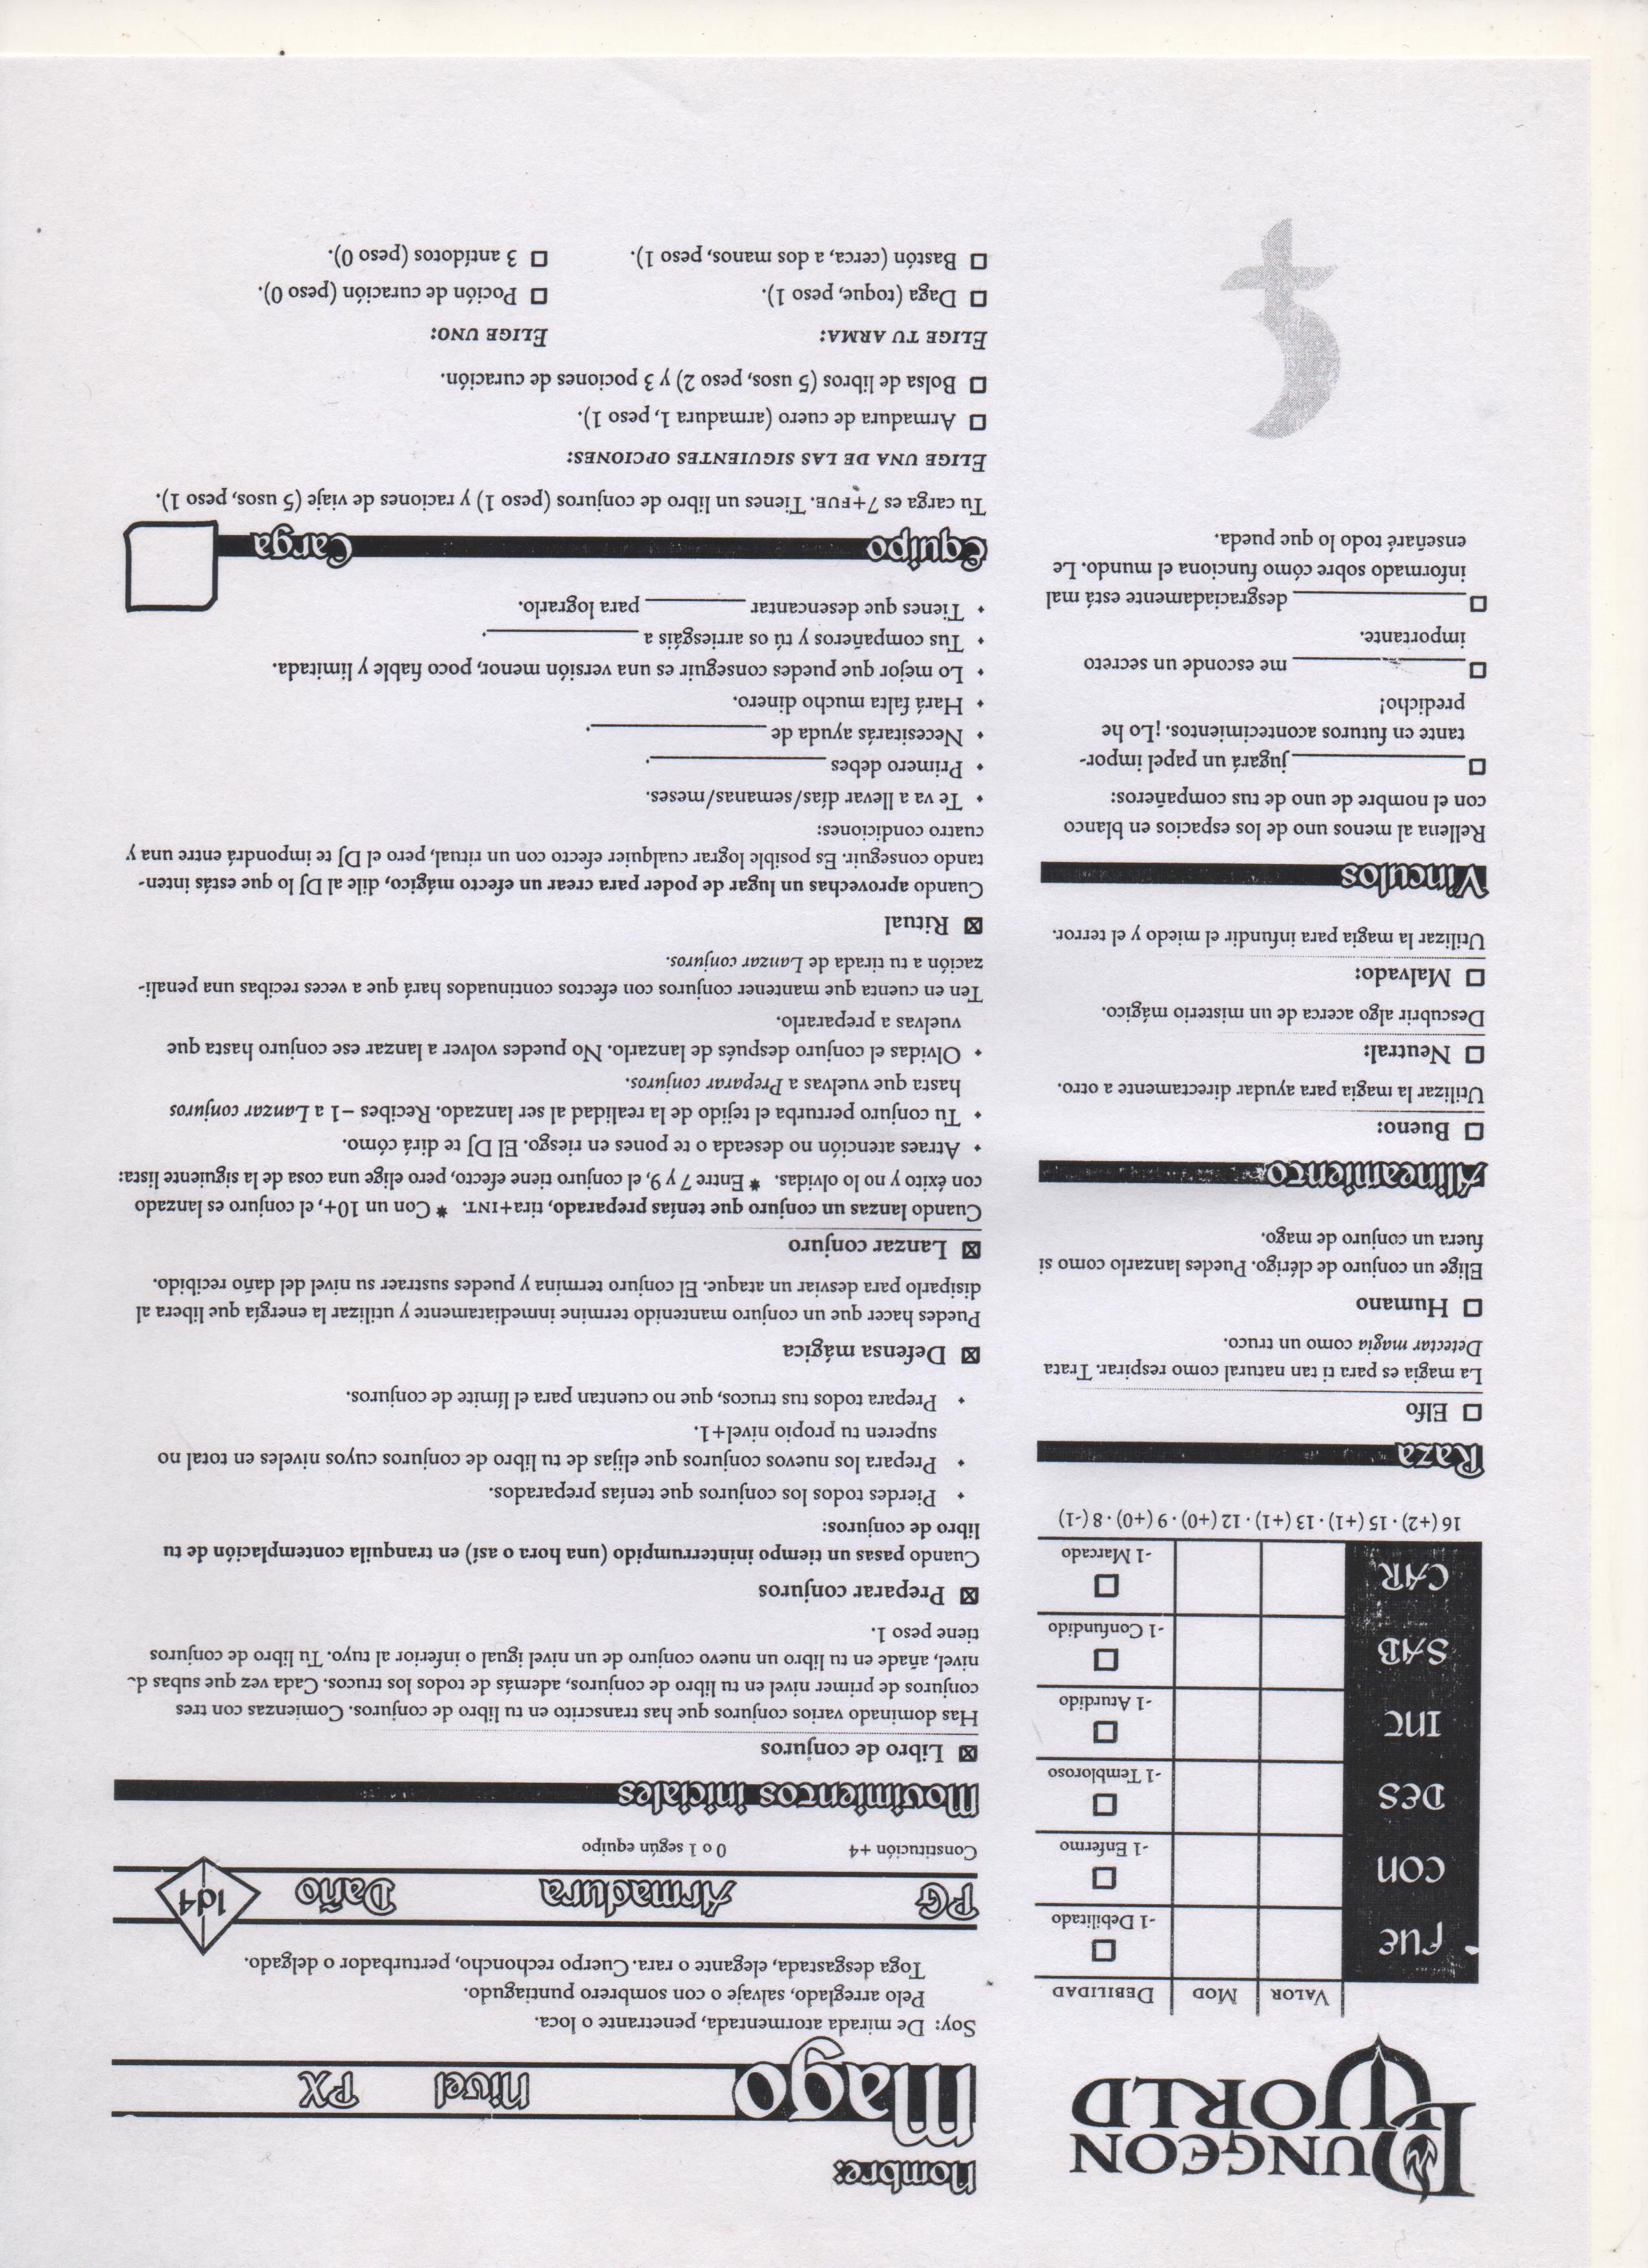 DUNGEON
WORLD
VALOR MOD DEBILIDAD
FUE
-1 Debilitado
CON
-1 Enfermo
DES
-1 Tembloroso
INT
-1 Aturdido
SAB
-1 Confundido
CAR
-1 Marcado
16 (+2) · 15 (+1) · 13 (+1) · 12 (+0) · 9 (+0) · 8 (-1)
Raza
Elfo
La magia es para ti tan natural como respirar. Trata
Detectar magia como un truco.
Humano
Elige un conjuro de clérigo. Puedes lanzarlo como si
fuera un conjuro de mago.
Alineamiento
Bueno:
Utilizar la magia para ayudar directamente a otro.
Neutral:
Descubrir algo acerca de un misterio mágico.
Malvado:
Utilizar la magia para infundir el miedo y el terror.
Vínculos
Rellena al menos uno de los espacios en blanco
con el nombre de uno de tus compañeros:
______________ jugará un papel impor-
tante en futuros acontecimientos. ¡Lo he
predicho!
______________ me esconde un secreto
importante.
______________ desgraciadamente está mal
informado sobre cómo funciona el mundo. Le
enseñaré todo lo que pueda.
Nombre:
Mago Nivel PX
Soy: De mirada atormentada, penetrante o loca.
Pelo arreglado, salvaje o con sombrero puntiagudo.
Toga desgastada, elegante o rara. Cuerpo rechoncho, perturbador o delgado.
PG Armadura Daño 1d4
Constitución +4 0 o 1 según equipo
Movimientos iniciales
Libro de conjuros
Has dominado varios conjuros que has transcrito en tu libro de conjuros. Comienzas con tres
conjuros de primer nivel en tu libro de conjuros, además de todos los trucos. Cada vez que subas de
nivel, añade en tu libro un nuevo conjuro de un nivel igual o inferior al tuyo. Tu libro de conjuros
tiene peso 1.
Preparar conjuros
Cuando pasas un tiempo ininterrumpido (una hora o así) en tranquila contemplación de tu
libro de conjuros:
Pierdes todos los conjuros que tenías preparados.
Prepara los nuevos conjuros que elijas de tu libro de conjuros cuyos niveles en total no
superen tu propio nivel+1.
Prepara todos tus trucos, que no cuentan para el límite de conjuros.
Defensa mágica
Puedes hacer que un conjuro mantenido termine inmediatamente y utilizar la energía que libera al
disiparlo para desviar un ataque. El conjuro termina y puedes sustraer su nivel del daño recibido.
Lanzar conjuro
Cuando lanzas un conjuro que tenías preparado, tira+INT. * Con un 10+, el conjuro es lanzado
con éxito y no lo olvidas. * Entre 7 y 9, el conjuro tiene efecto, pero elige una cosa de la siguiente lista:
Atraes atención no deseada o te pones en riesgo. El DJ te dirá cómo.
Tu conjuro perturba el tejido de la realidad al ser lanzado. Recibes −1 a Lanzar conjuros
hasta que vuelvas a Preparar conjuros.
Olvidas el conjuro después de lanzarlo. No puedes volver a lanzar ese conjuro hasta que
vuelvas a prepararlo.
Ten en cuenta que mantener conjuros con efectos continuados hará que a veces recibas una penali-
zación a tu tirada de Lanzar conjuros.
Ritual
Cuando aprovechas un lugar de poder para crear un efecto mágico, dile al DJ lo que estás inten-
tando conseguir. Es posible lograr cualquier efecto con un ritual, pero el DJ te impondrá entre una y
cuatro condiciones:
Te va a llevar días/semanas/meses.
Primero debes ______________.
Necesitarás ayuda de ______________.
Hará falta mucho dinero.
Lo mejor que puedes conseguir es una versión menor, poco fiable y limitada.
Tus compañeros y tú os arriesgáis a ____________.
Tienes que desencantar ________ para lograrlo.
Equipo Carga
Tu carga es 7+FUE. Tienes un libro de conjuros (peso 1) y raciones de viaje (5 usos, peso 1).
ELIGE UNA DE LAS SIGUIENTES OPCIONES:
Armadura de cuero (armadura 1, peso 1).
Bolsa de libros (5 usos, peso 2) y 3 pociones de curación.
ELIGE TU ARMA:
Daga (toque, peso 1).
Bastón (cerca, a dos manos, peso 1).
ELIGE UNO:
Poción de curación (peso 0).
3 antídotos (peso 0).